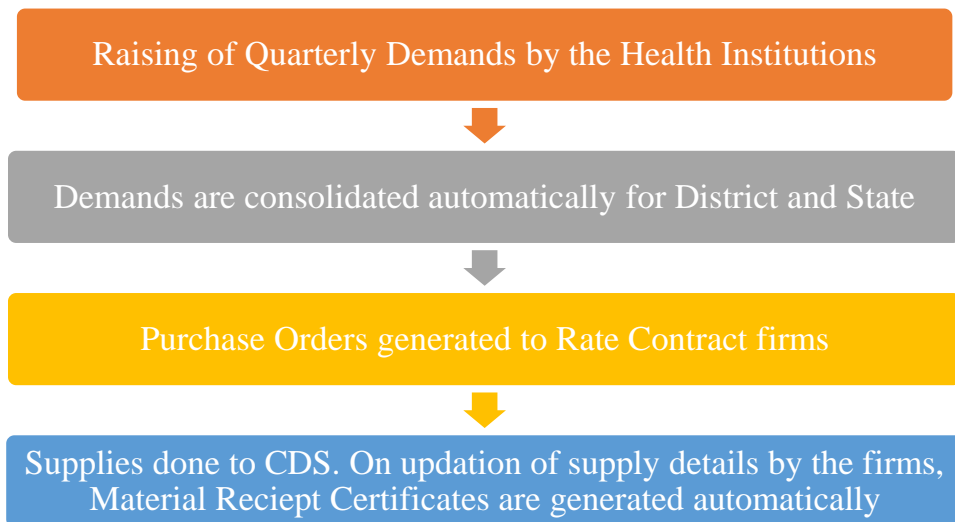 Raising of Quarterly Demands by the Health Institutions
Demands are consolidated automatically for District and State
Purchase Orders generated to Rate Contract firms
Supplies done to CDS. On updation of supply details by the firms,
Material Reciept Certificates are generated automatically